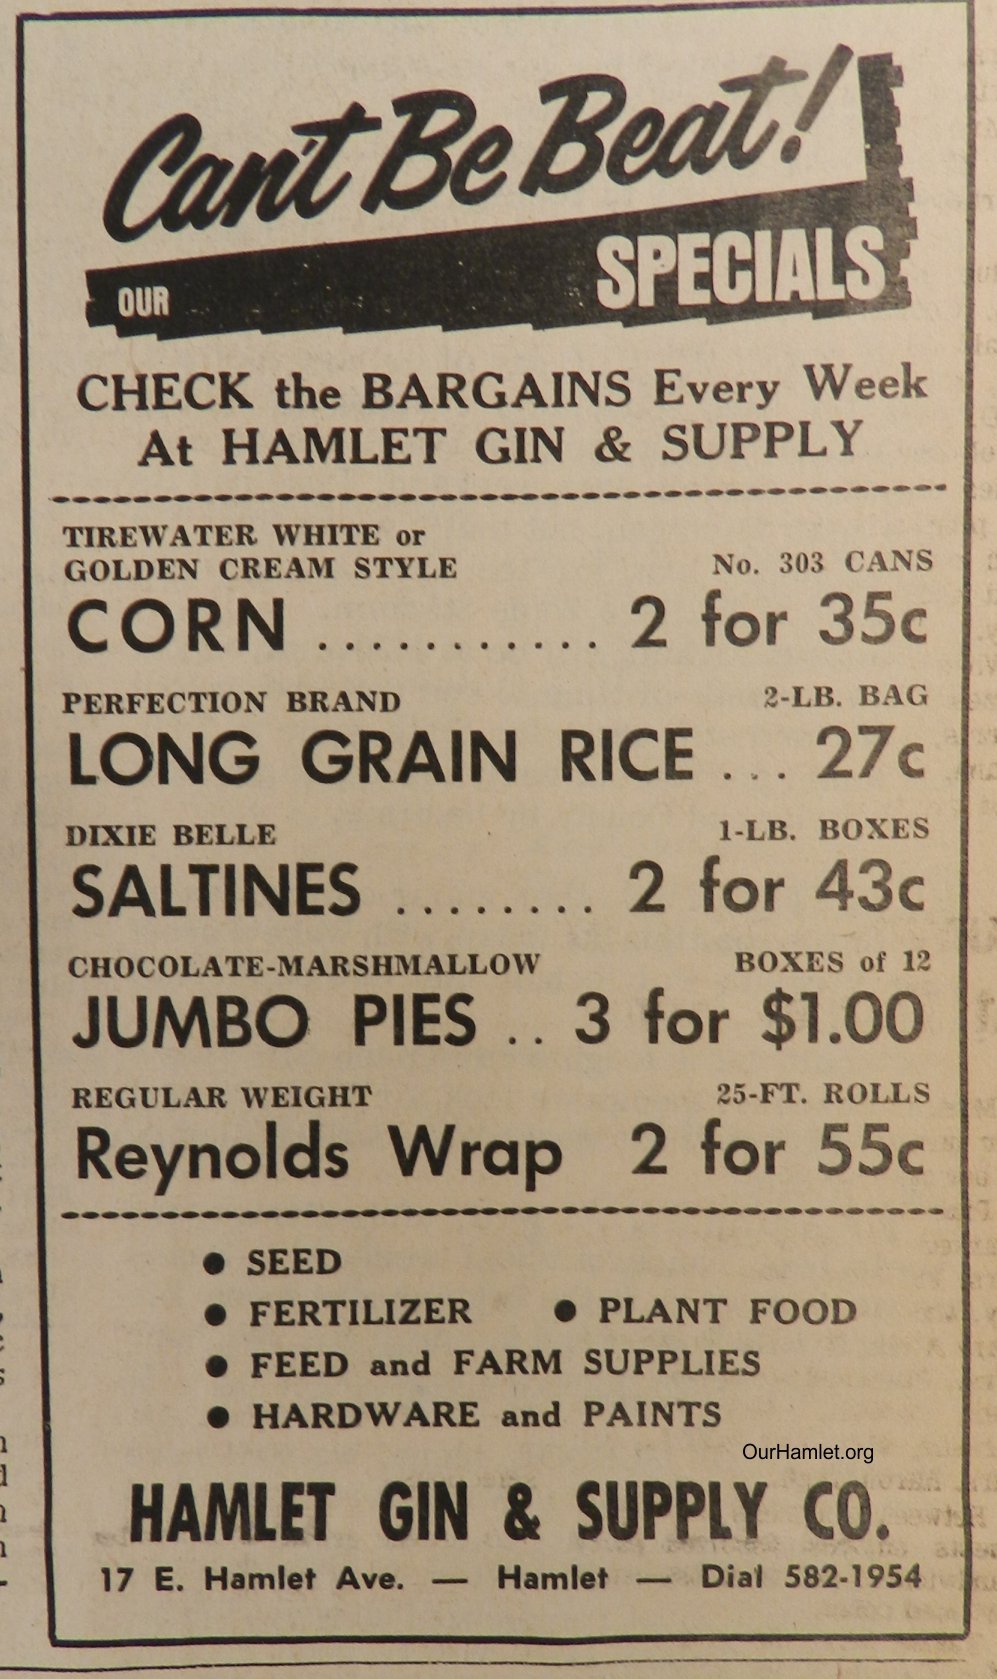 Can't Be Beat!
OUR SPECIALS
CHECK the BARGAINS Every Week
At HAMLET GIN & SUPPLY
TIREWATER WHITE or
GOLDEN CREAM STYLE No. 303 CANS
CORN ........... 2 for 35c
PERFECTION BRAND 2-LB. BAG
LONG GRAIN RICE ... 27c
DIXIE BELLE 1-LB. BOXES
SALTINES ........ 2 for 43c
CHOCOLATE-MARSHMALLOW BOXES of 12
JUMBO PIES .. 3 for $1.00
REGULAR WEIGHT 25-FT. ROLLS
Reynolds Wrap 2 for 55c
● SEED
● FERTILIZER ● PLANT FOOD
● FEED and FARM SUPPLIES
● HARDWARE and PAINTS
OurHamlet.org
HAMLET GIN & SUPPLY CO.
17 E. Hamlet Ave. — Hamlet — Dial 582-1954